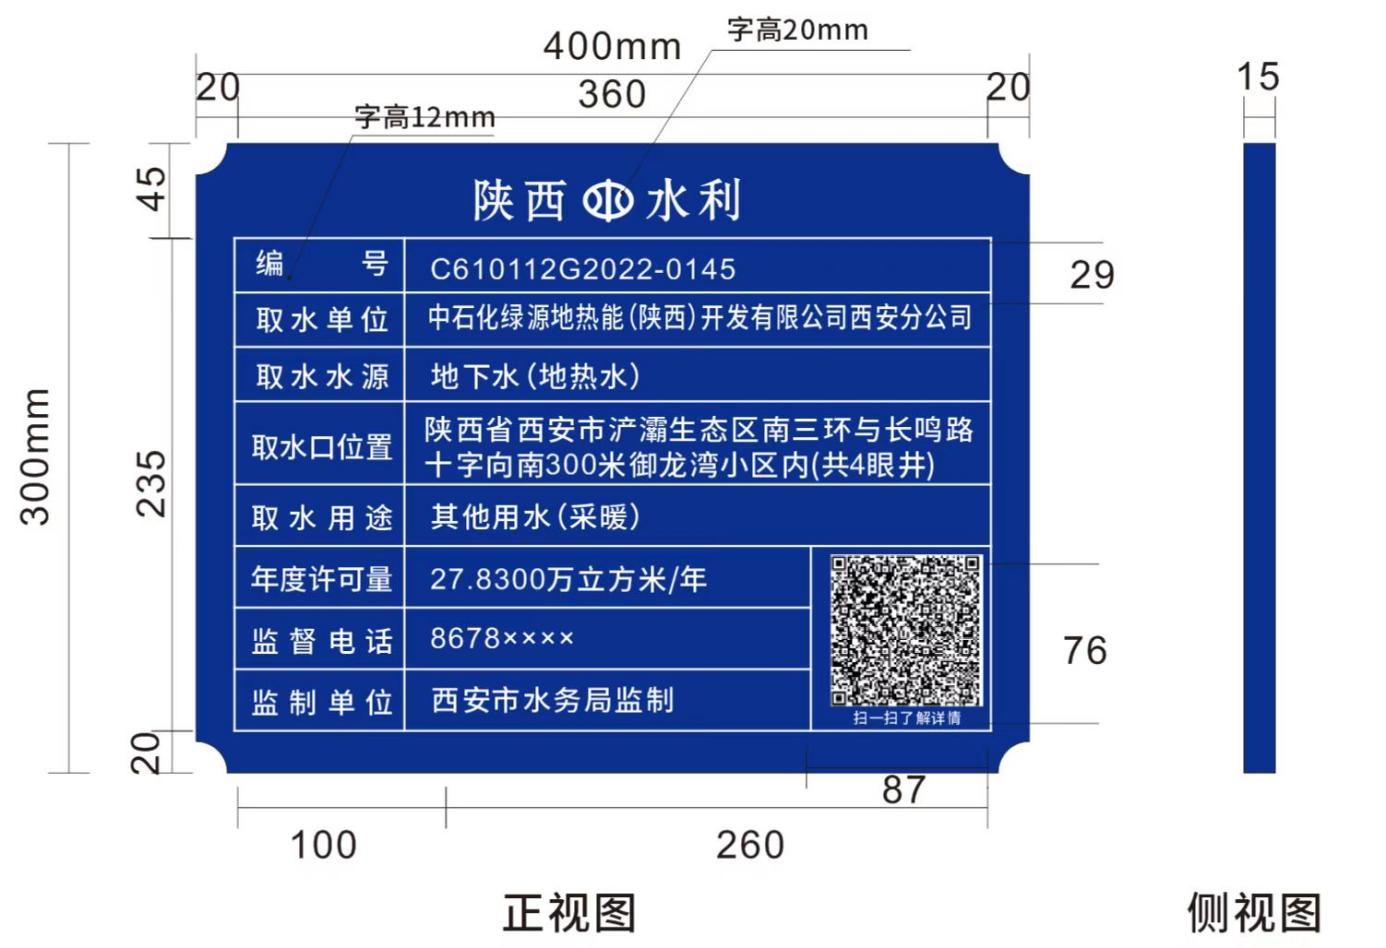 字高20mm
400mm
20
360
20
15
字高12mm
45
陕西 水利
编 号 C610112G2022-0145
29
取水单位 中石化绿源地热能(陕西)开发有限公司西安分公司
取水水源 地下水(地热水)
取水口位置 陕西省西安市浐灞生态区南三环与长鸣路
十字向南300米御龙湾小区内(共4眼井)
300mm
235
取水用途 其他用水(采暖)
年度许可量 27.8300万立方米/年
监督电话 8678××××
76
监制单位 西安市水务局监制
扫一扫了解详情
20
87
100
260
正视图
侧视图